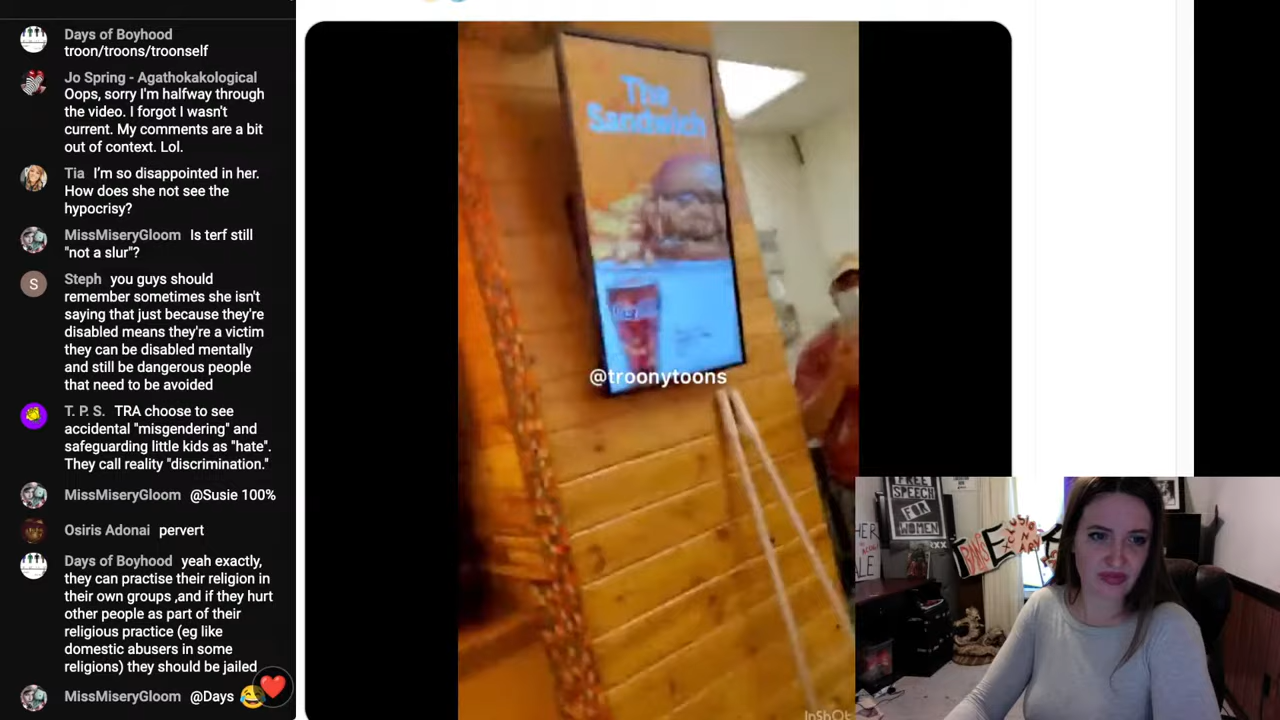 Days of Boyhood
troon/troons/troonself
Jo Spring - Agathokakological
Oops, sorry I'm halfway through
the video. I forgot I wasn't
current. My comments are a bit
out of context. Lol.
Tia I'm so disappointed in her.
How does she not see the
hypocrisy?
MissMiseryGloom Is terf still
"not a slur"?
S
Steph you guys should
remember sometimes she isn't
saying that just because they're
disabled means they're a victim
they can be disabled mentally
and still be dangerous people
that need to be avoided
T. P. S. TRA choose to see
accidental "misgendering" and
safeguarding little kids as "hate".
They call reality "discrimination."
MissMiseryGloom @Susie 100%
Osiris Adonai pervert
Days of Boyhood yeah exactly,
they can practise their religion in
their own groups ,and if they hurt
other people as part of their
religious practice (eg like
domestic abusers in some
religions) they should be jailed
MissMiseryGloom @Days 😂
The
Sandwich
@troonytoons
InShOt
FREE
SPEECH
FOR
WOMEN